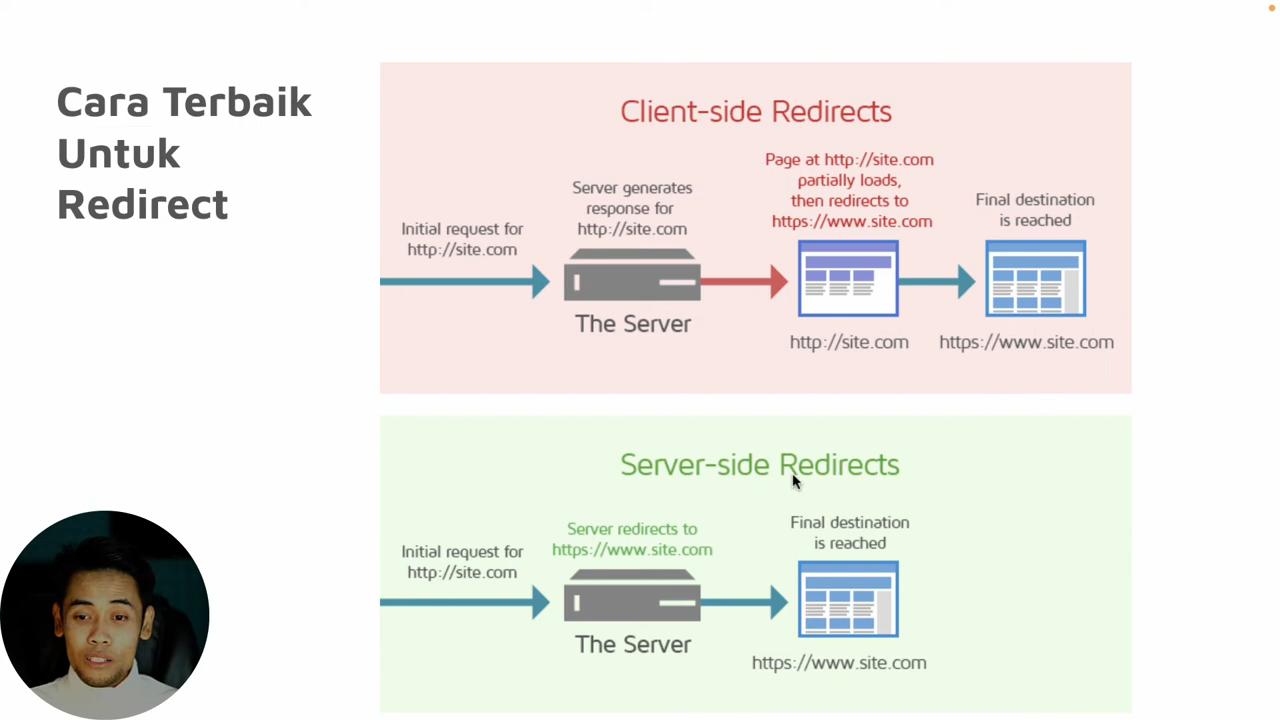 Cara Terbaik
Untuk
Redirect
Client-side Redirects
Initial request for
http://site.com
Server generates
response for
http://site.com
The Server
Page at http://site.com
partially loads,
then redirects to
https://www.site.com
http://site.com
Final destination
is reached
https://www.site.com
Server-side Redirects
Initial request for
http://site.com
Server redirects to
https://www.site.com
The Server
Final destination
is reached
https://www.site.com